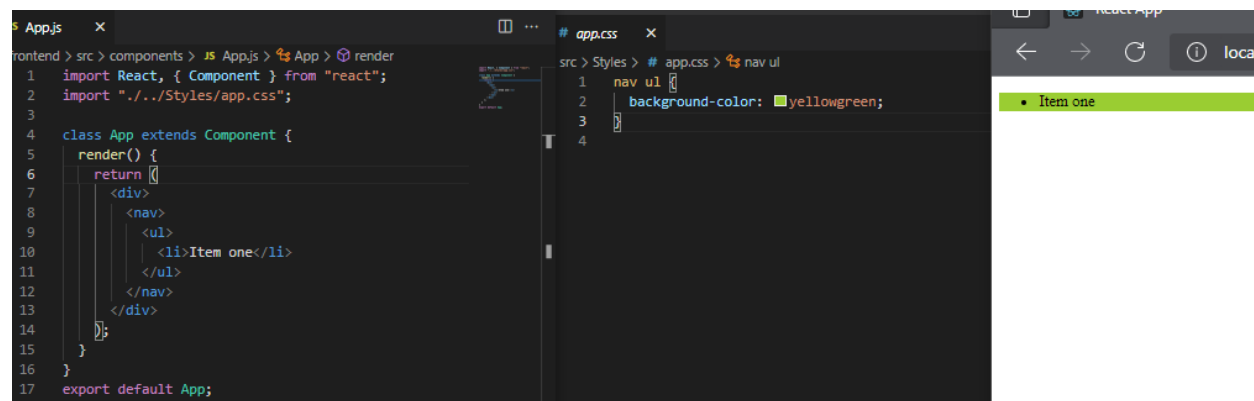 App.js
frontend > src > components > JS App.js > App > render
1 import React, { Component } from "react";
2 import "./../Styles/app.css";
3
4 class App extends Component {
5 render() {
6 return (
7 <div>
8 <nav>
9 <ul>
10 <li>Item one</li>
11 </ul>
12 </nav>
13 </div>
14 );
15 }
16 }
17 export default App;
# app.css
src > Styles > # app.css > nav ul
1 nav ul {
2 background-color: yellowgreen;
3 }
4
React App
loca
• Item one